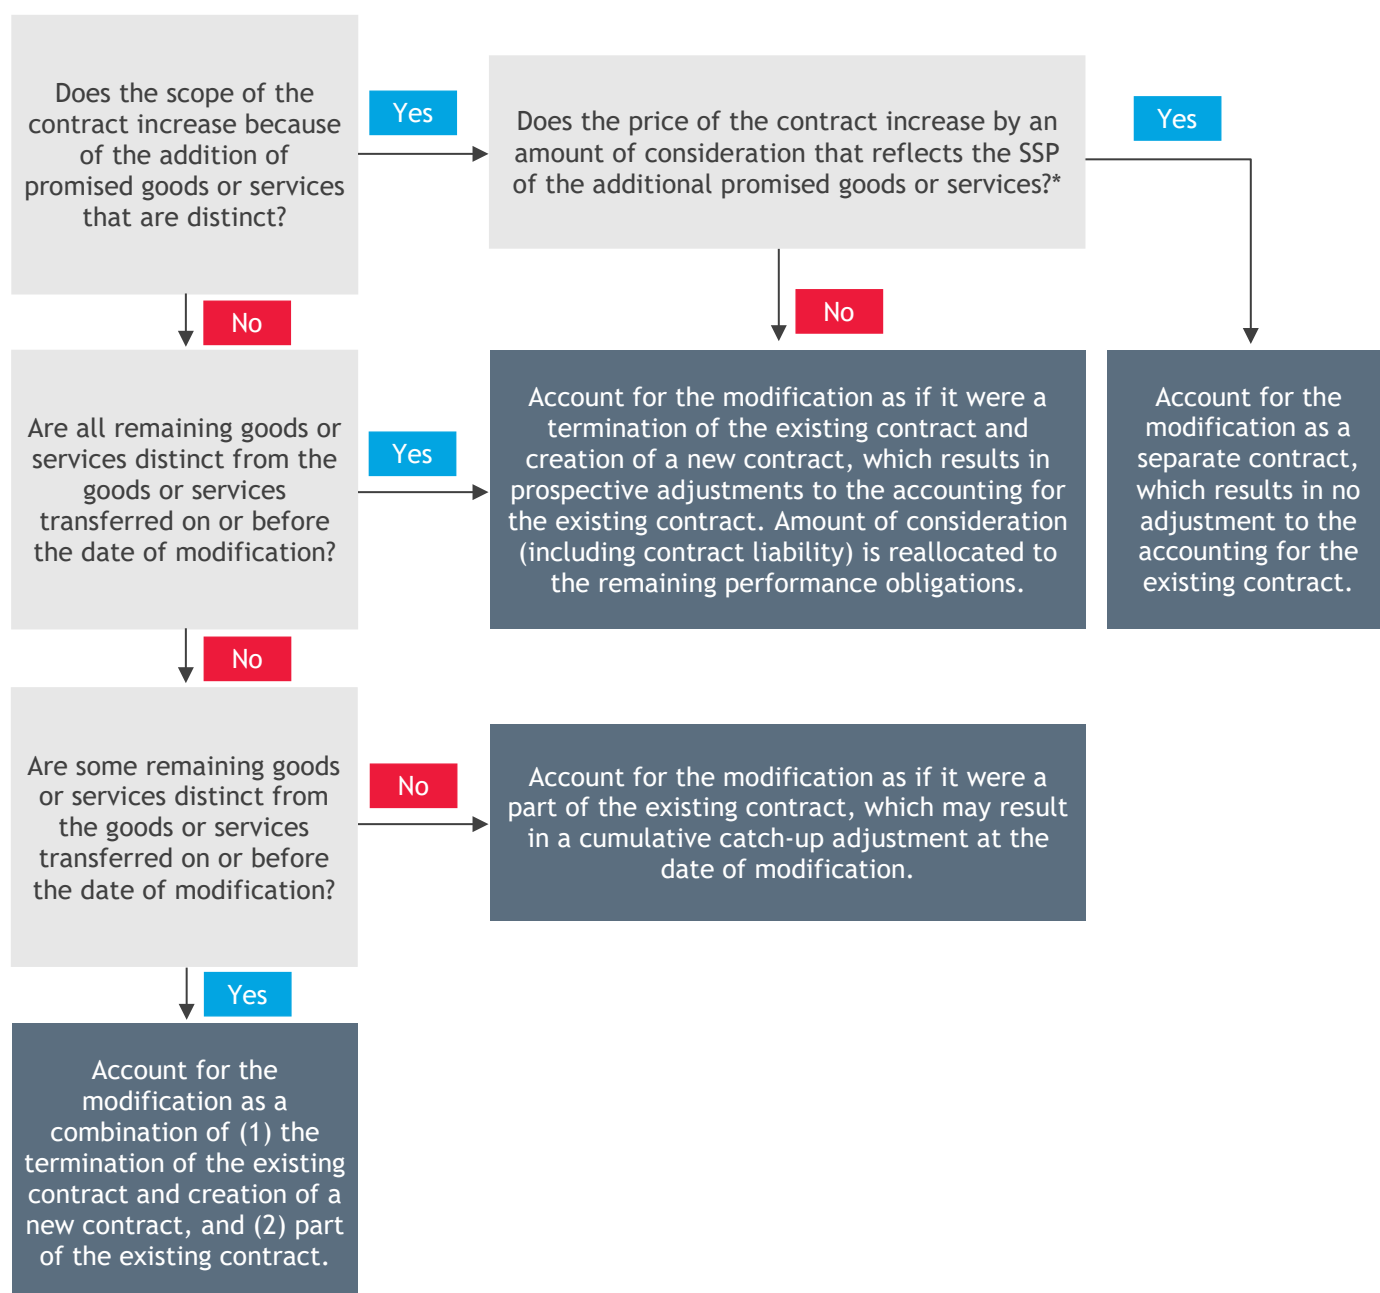 Does the scope of the
contract increase because
of the addition of
promised goods or services
that are distinct?
Yes
Does the price of the contract increase by an
amount of consideration that reflects the SSP
of the additional promised goods or services?*
Yes
No
No
Are all remaining goods or
services distinct from the
goods or services
transferred on or before
the date of modification?
Yes
Account for the modification as if it were a
termination of the existing contract and
creation of a new contract, which results in
prospective adjustments to the accounting for
the existing contract. Amount of consideration
(including contract liability) is reallocated to
the remaining performance obligations.
Account for the
modification as a
separate contract,
which results in no
adjustment to the
accounting for the
existing contract.
No
Are some remaining goods
or services distinct from
the goods or services
transferred on or before
the date of modification?
No
Account for the modification as if it were a
part of the existing contract, which may result
in a cumulative catch-up adjustment at the
date of modification.
Yes
Account for the
modification as a
combination of (1) the
termination of the existing
contract and creation of a
new contract, and (2) part
of the existing contract.